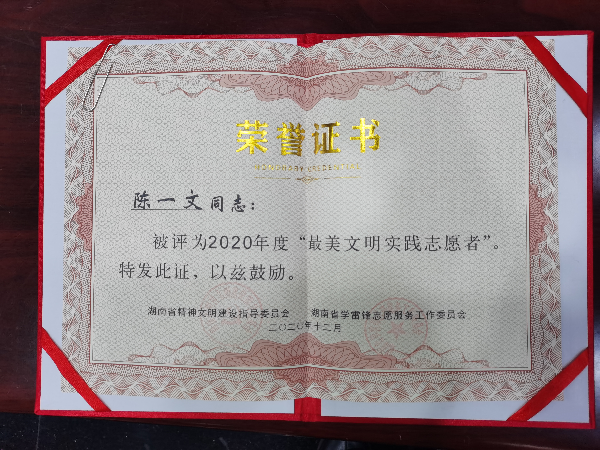 荣誉证书
陈一文同志：
被评为2020年度“最美文明实践志愿者”。
特发此证，以兹鼓励。
湖南省精神文明建设指导委员会 湖南省学雷锋志愿服务工作委员会
二〇二〇年十二月